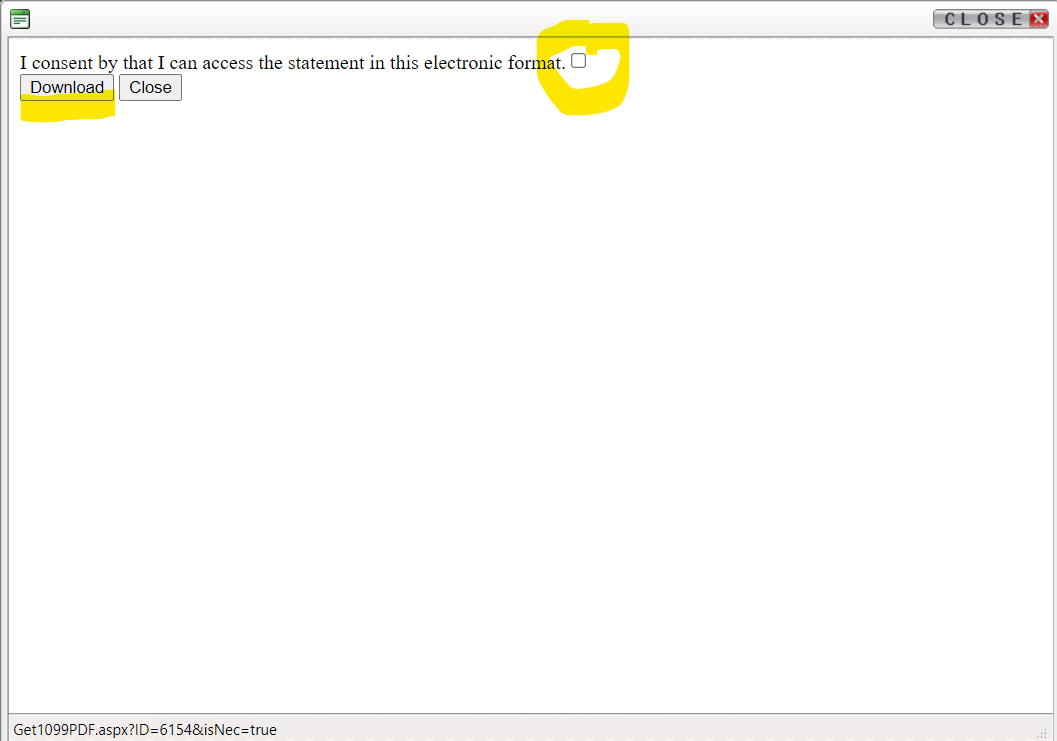 CLOSE
I consent by that I can access the statement in this electronic format.
Download Close
Get1099PDF.aspx?ID=6154&isNec=true